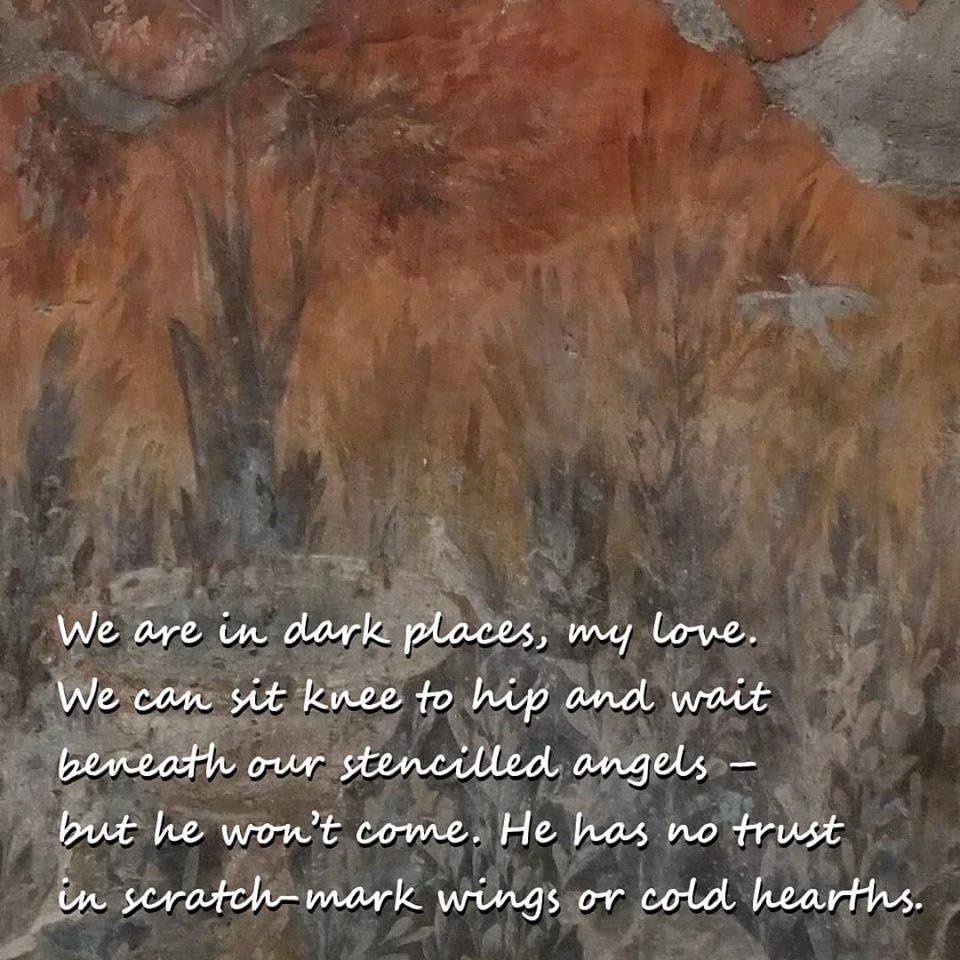 We are in dark places, my love.
We can sit knee to hip and wait
beneath our stencilled angels –
but he won’t come. He has no trust
in scratch-mark wings or cold hearths.